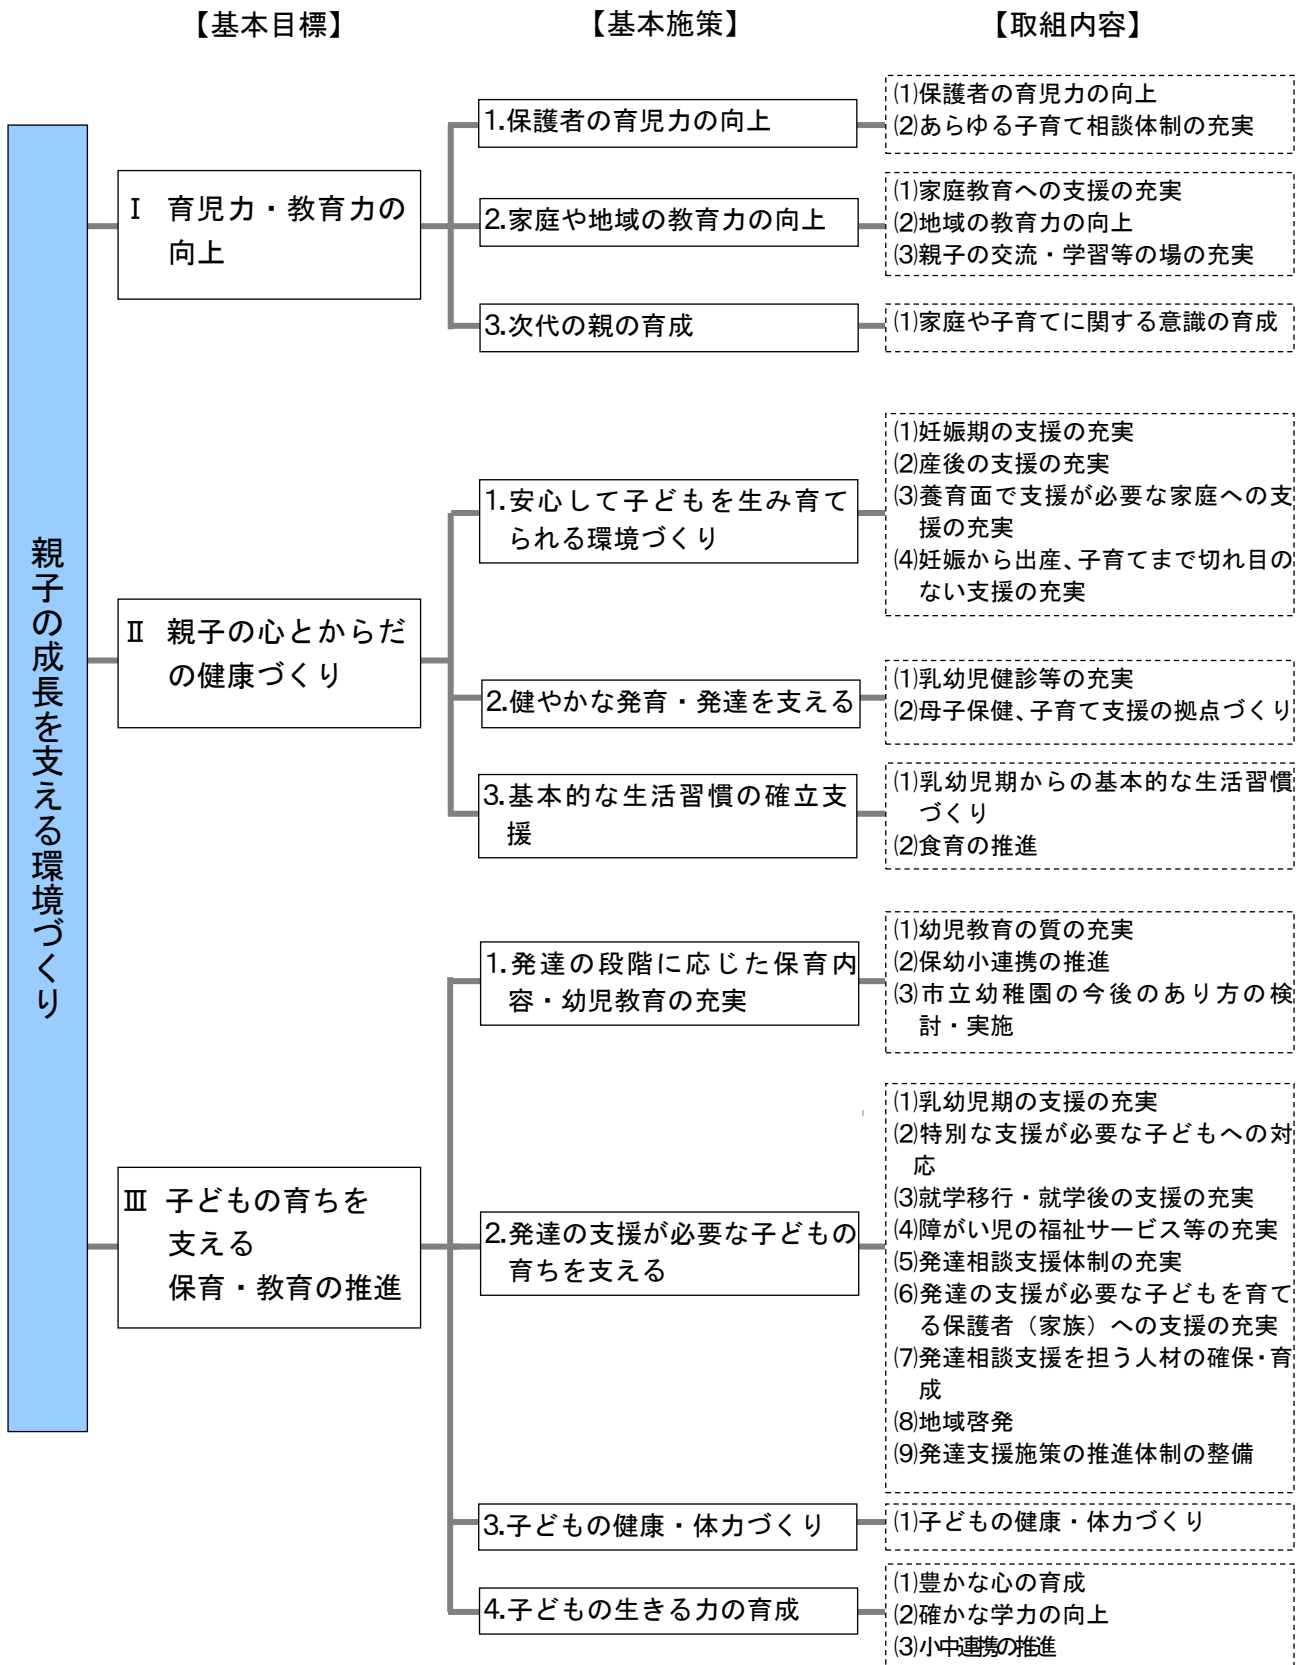 【基本目標】
【基本施策】
【取組内容】
親子の成長を支える環境づくり
Ⅰ 育児力・教育力の
向上
1.保護者の育児力の向上
⑴保護者の育児力の向上
⑵あらゆる子育て相談体制の充実
2.家庭や地域の教育力の向上
⑴家庭教育への支援の充実
⑵地域の教育力の向上
⑶親子の交流・学習等の場の充実
3.次代の親の育成
⑴家庭や子育てに関する意識の育成
Ⅱ 親子の心とからだ
の健康づくり
1.安心して子どもを生み育て
られる環境づくり
⑴妊娠期の支援の充実
⑵産後の支援の充実
⑶養育面で支援が必要な家庭への支
援の充実
⑷妊娠から出産、子育てまで切れ目の
ない支援の充実
2.健やかな発育・発達を支える
⑴乳幼児健診等の充実
⑵母子保健、子育て支援の拠点づくり
3.基本的な生活習慣の確立支
援
⑴乳幼児期からの基本的な生活習慣
づくり
⑵食育の推進
Ⅲ 子どもの育ちを
支える
保育・教育の推進
1.発達の段階に応じた保育内
容・幼児教育の充実
⑴幼児教育の質の充実
⑵保幼小連携の推進
⑶市立幼稚園の今後のあり方の検
討・実施
2.発達の支援が必要な子どもの
育ちを支える
⑴乳幼児期の支援の充実
⑵特別な支援が必要な子どもへの対
応
⑶就学移行・就学後の支援の充実
⑷障がい児の福祉サービス等の充実
⑸発達相談支援体制の充実
⑹発達の支援が必要な子どもを育て
る保護者（家族）への支援の充実
⑺発達相談支援を担う人材の確保・育
成
⑻地域啓発
⑼発達支援施策の推進体制の整備
3.子どもの健康・体力づくり
⑴子どもの健康・体力づくり
4.子どもの生きる力の育成
⑴豊かな心の育成
⑵確かな学力の向上
⑶小中連携の推進